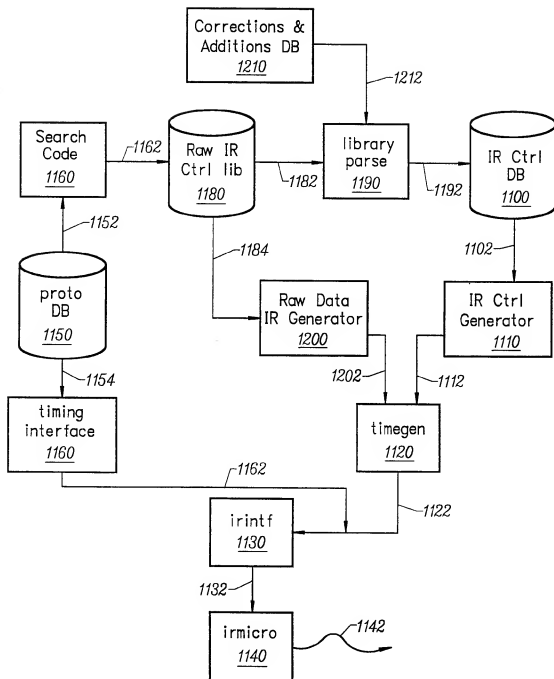 Corrections &
Additions DB
1210
1212
Search
Code
1160
1162
Raw IR
Ctrl lib
1180
1182
library
parse
1190
1192
IR Ctrl
DB
1100
1152
1184
1102
proto
DB
1150
Raw Data
IR Generator
1200
IR Ctrl
Generator
1110
1154
1202
1112
timing
interface
1160
timegen
1120
1162
1122
irintf
1130
1132
irmicro
1140
1142